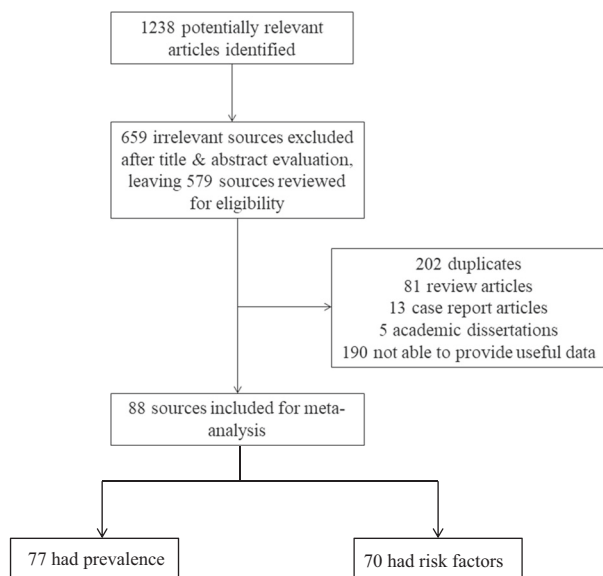 1238 potentially relevant
articles identified
659 irrelevant sources excluded
after title & abstract evaluation,
leaving 579 sources reviewed
for eligibility
202 duplicates
81 review articles
13 case report articles
5 academic dissertations
190 not able to provide useful data
88 sources included for meta-
analysis
77 had prevalence
70 had risk factors